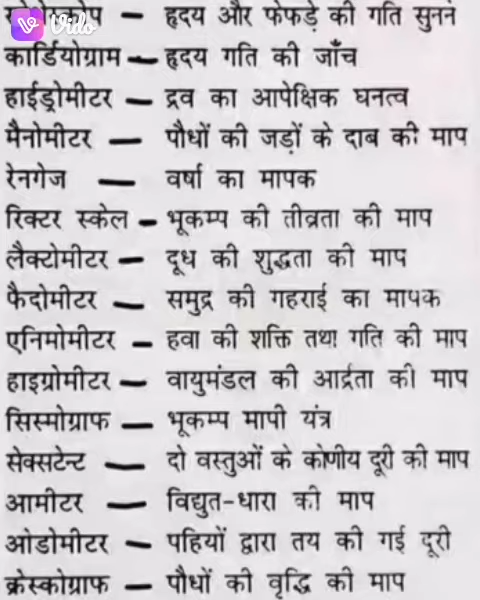 Vido
— हृदय और फेफड़े की गति सुनने
कार्डियोग्राम — हृदय गति की जाँच
हाईड्रोमीटर — द्रव का आपेक्षिक घनत्व
मैनोमीटर — पौधों की जड़ों के दाब की माप
रेनगेज — वर्षा का मापक
रिक्टर स्केल – भूकम्प की तीव्रता की माप
लैक्टोमीटर — दूध की शुद्धता की माप
फैदोमीटर — समुद्र की गहराई का मापक
एनिमोमीटर — हवा की शक्ति तथा गति की माप
हाइग्रोमीटर — वायुमंडल की आर्द्रता की माप
सिस्मोग्राफ — भूकम्प मापी यंत्र
सेक्सटेन्ट — दो वस्तुओं के कोणीय दूरी की माप
आमीटर — विद्युत-धारा की माप
ओडोमीटर — पहियों द्वारा तय की गई दूरी
क्रेस्कोग्राफ — पौधों की वृद्धि की माप